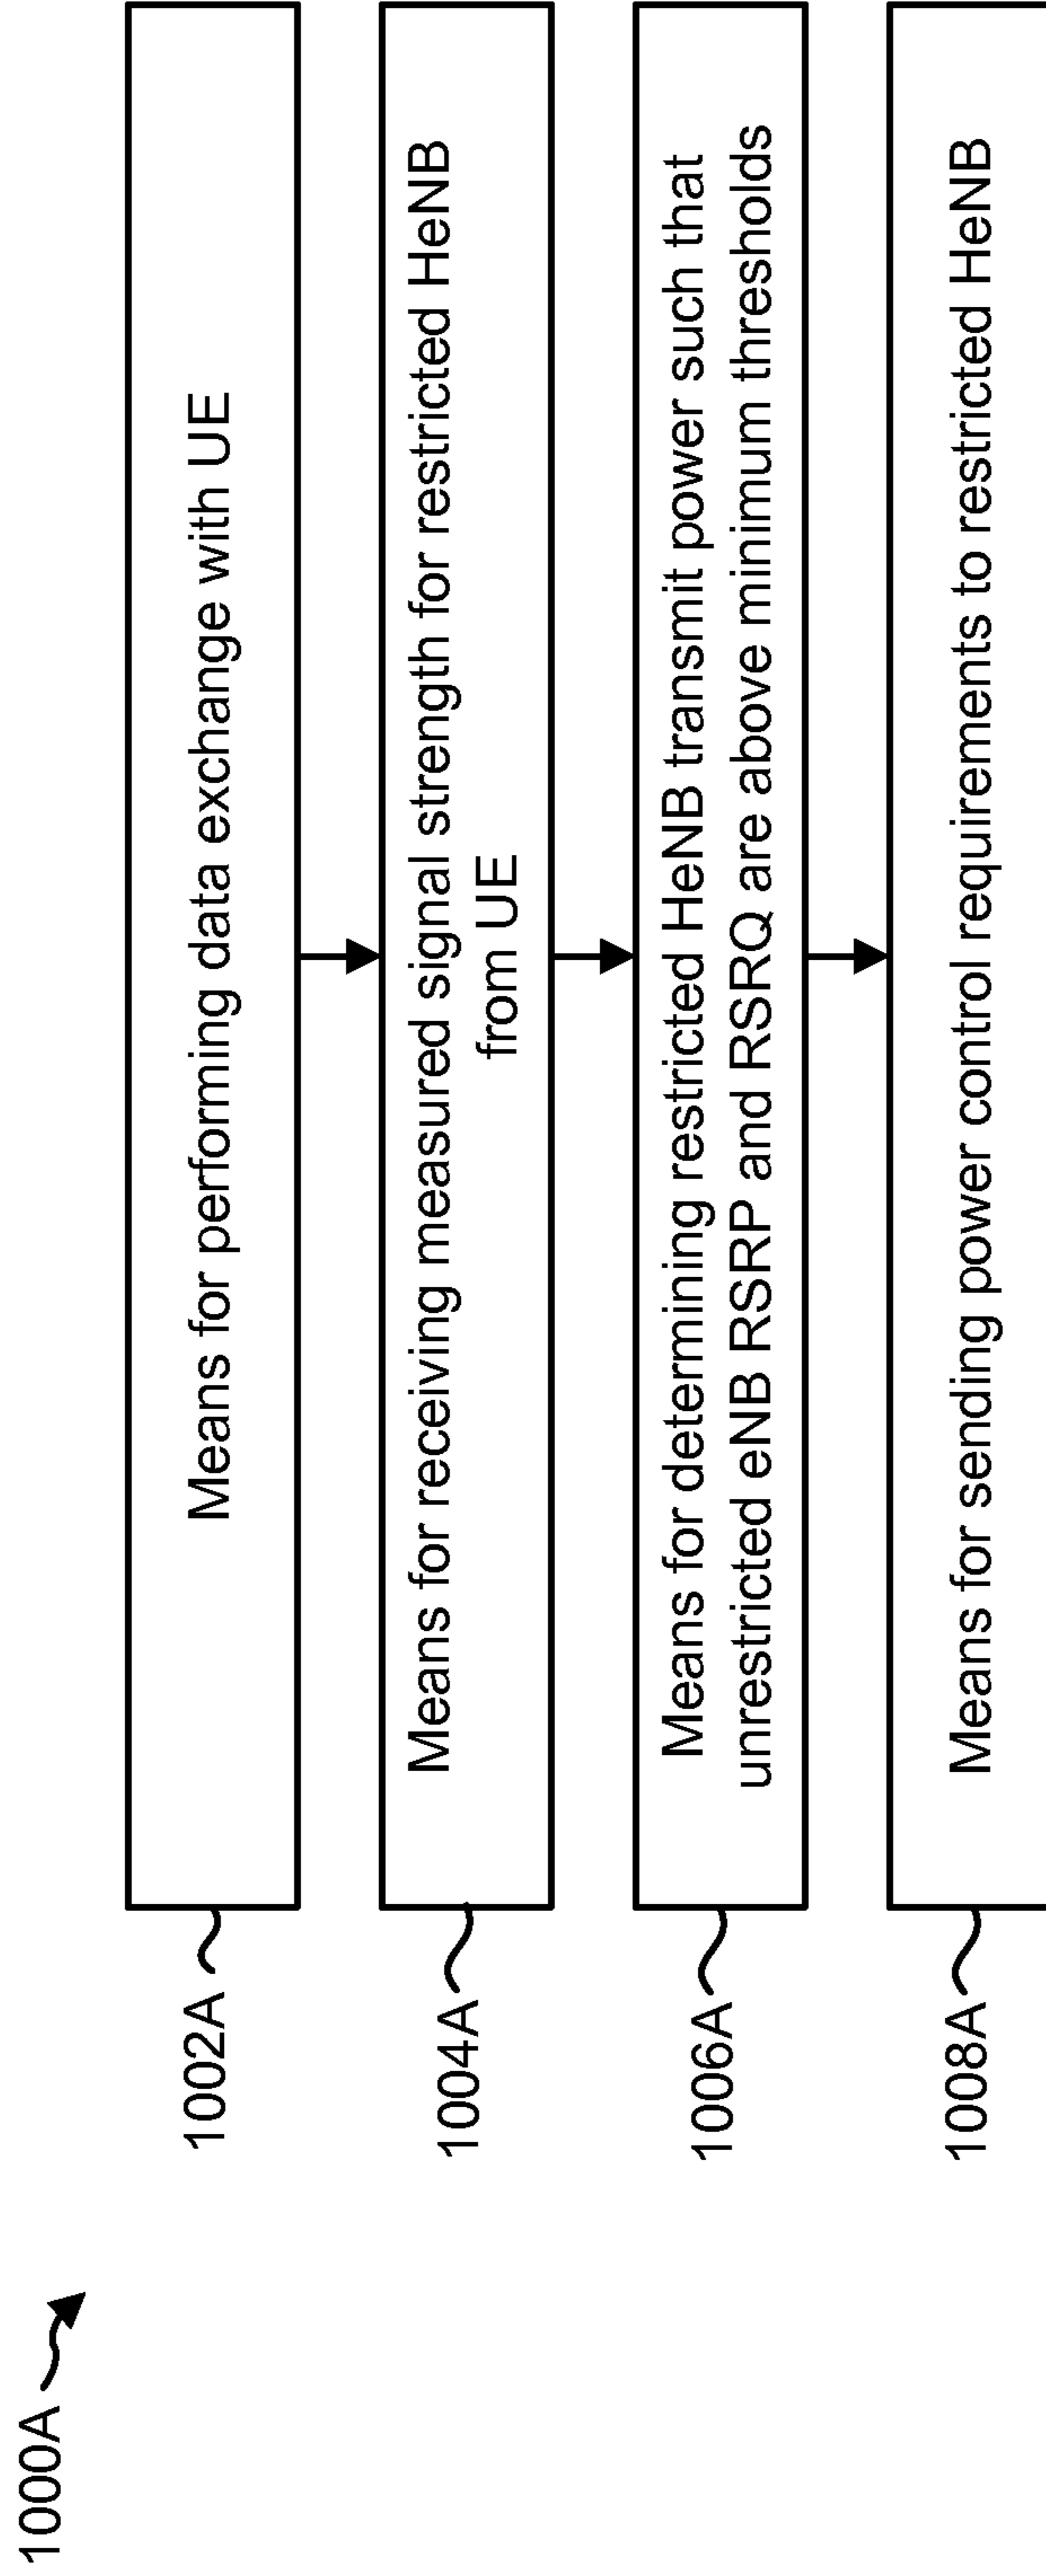 1000A
1002A
Means for performing data exchange with UE
1004A
Means for receiving measured signal strength for restricted HeNB
from UE
1006A
Means for determining restricted HeNB transmit power such that
unrestricted eNB RSRP and RSRQ are above minimum thresholds
1008A
Means for sending power control requirements to restricted HeNB